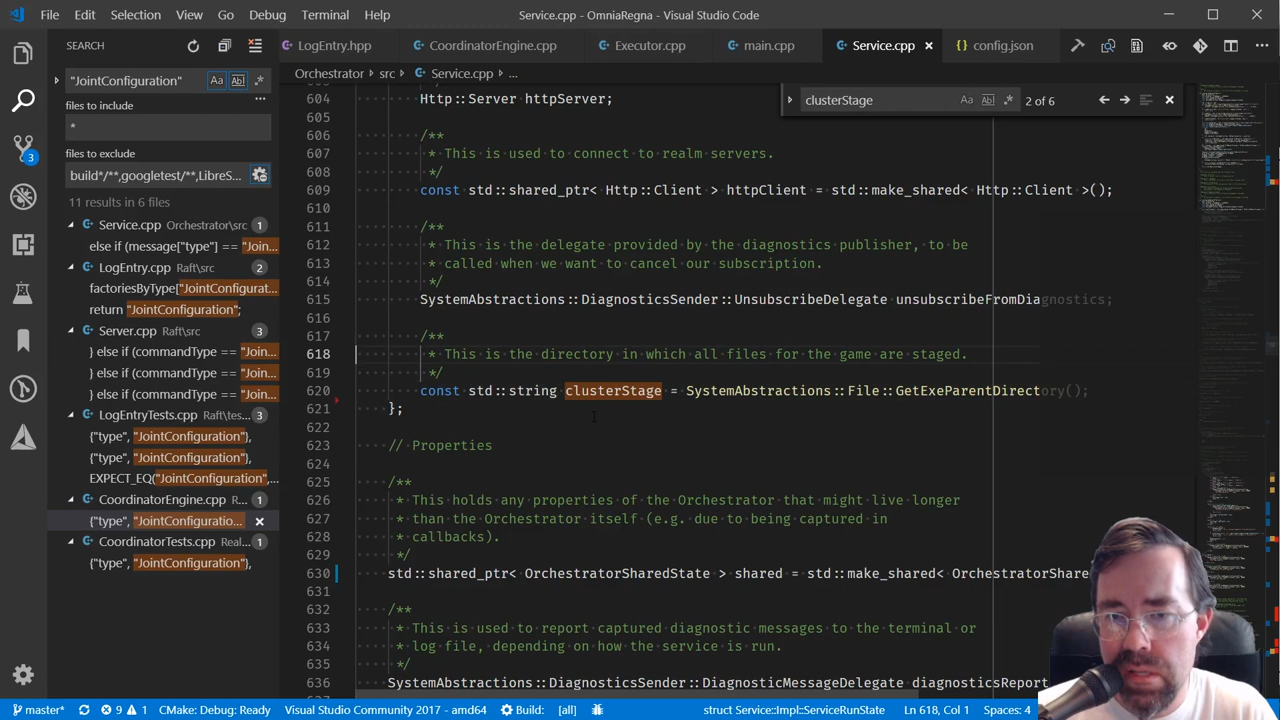 File Edit Selection View Go Debug Terminal Help Service.cpp - OmniaRegna - Visual Studio Code
SEARCH
"JointConfiguration" Aa Ab| .*
files to include
*
files to exclude
build*/**,googletest/**,LibreS...
11 results in 6 files
Service.cpp Orchestrator\src 1
else if (message["type"] == "Join...
LogEntry.cpp Raft\src 2
factoriesByType["JointConfigurat...
return "JointConfiguration";
Server.cpp Raft\src 3
} else if (commandType == "Join...
} else if (commandType == "Join...
} else if (commandType == "Join...
LogEntryTests.cpp Raft\tes... 3
{"type", "JointConfiguration"},
{"type", "JointConfiguration"},
EXPECT_EQ("JointConfiguration",...
CoordinatorEngine.cpp R... 1
{"type", "JointConfiguratio...
CoordinatorTests.cpp Rea... 1
{"type", "JointConfiguration"},
3
LogEntry.hpp CoordinatorEngine.cpp Executor.cpp main.cpp Service.cpp config.json
Orchestrator > src > Service.cpp > ...
clusterStage Aa Ab| .* 2 of 6
604 Http::Server httpServer;
605
606 /**
607 * This is used to connect to realm servers.
608 */
609 const std::shared_ptr< Http::Client > httpClient = std::make_shared< Http::Client >();
610
611 /**
612 * This is the delegate provided by the diagnostics publisher, to be
613 * called when we want to cancel our subscription.
614 */
615 SystemAbstractions::DiagnosticsSender::UnsubscribeDelegate unsubscribeFromDiagnostics;
616
617 /**
618 * This is the directory in which all files for the game are staged.
619 */
620 const std::string clusterStage = SystemAbstractions::File::GetExeParentDirectory();
621 };
622
623 // Properties
624
625 /**
626 * This holds any properties of the Orchestrator that might live longer
627 * than the Orchestrator itself (e.g. due to being captured in
628 * callbacks).
629 */
630 std::shared_ptr< OrchestratorSharedState > shared = std::make_shared< OrchestratorShare
631
632 /**
633 * This is used to report captured diagnostic messages to the terminal or
634 * log file, depending on how the service is run.
635 */
636 SystemAbstractions::DiagnosticsSender::DiagnosticMessageDelegate diagnosticsReport
master* 9 1 CMake: Debug: Ready Visual Studio Community 2017 - amd64 Build: [all] struct Service::Impl::ServiceRunState Ln 618, Col 1 Spaces: 4